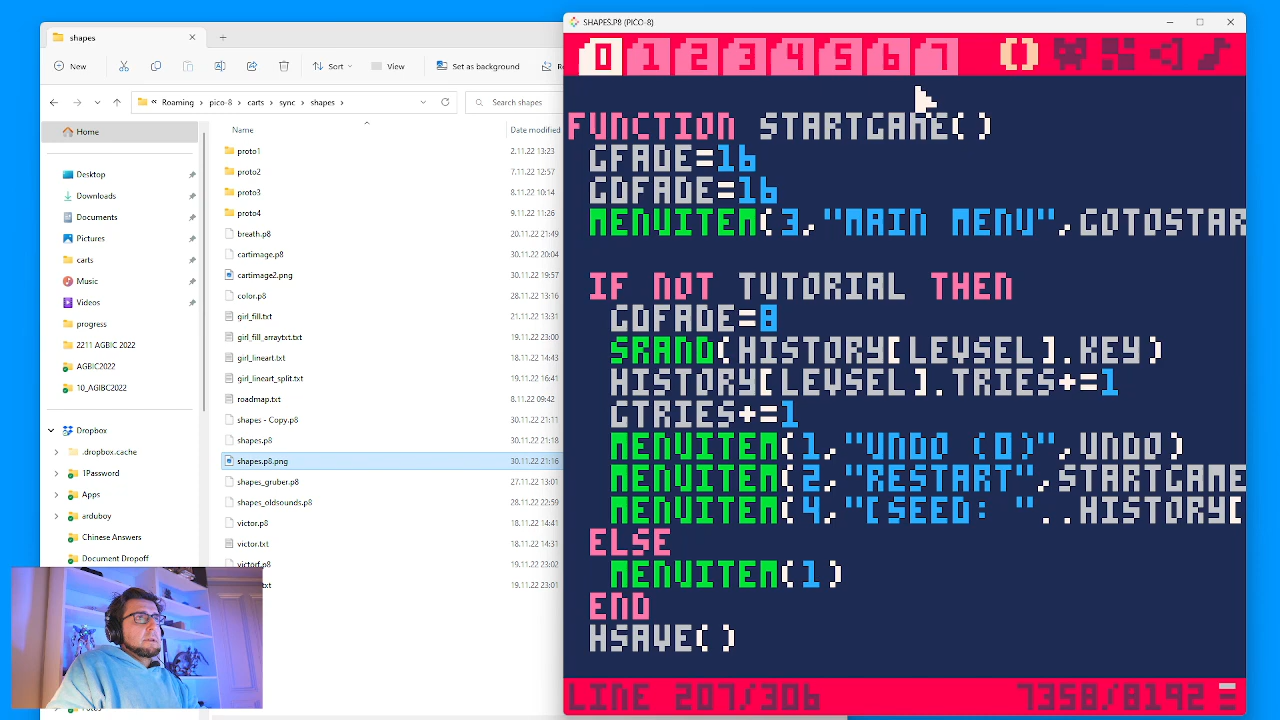 shapes
SHAPES.P8 (PICO-8)
New
Sort
View
Set as background
Roaming > pico-8 > carts > sync > shapes >
Search shapes
Name
Date modified
Home
Desktop
Downloads
Documents
Pictures
carts
Music
Videos
progress
2211 AGBIC 2022
AGBIC2022
10_AGIBC2022
Dropbox
.dropbox.cache
1Password
Apps
arduboy
Chinese Answers
Document Dropoff
proto1 2.11.22 13:23
proto2 7.11.22 12:57
proto3 8.11.22 10:14
proto4 9.11.22 11:26
breath.p8 20.11.22 21:49
cartimage.p8 30.11.22 20:04
cartimage2.png 30.11.22 19:57
color.p8 28.11.22 13:16
girl_fill.txt 21.11.22 13:31
girl_fill_arraytxt.txt 19.11.22 23:00
girl_lineart.txt 18.11.22 14:43
girl_lineart_split.txt 19.11.22 16:41
roadmap.txt 8.11.22 09:42
shapes - Copy.p8 30.11.22 21:11
shapes.p8 30.11.22 21:18
shapes.p8.png 30.11.22 21:16
shapes_gruber.p8 27.11.22 13:01
shapes_oldsounds.p8 28.11.22 22:59
victor.p8 18.11.22 14:41
victor.txt 18.11.22 14:31
victorf.p8 19.11.22 23:02
txt 19.11.22 23:01
0 1 2 3 4 5 6 7
FUNCTION STARTGAME()
GFADE=16
GDFADE=16
MENUITEM(3,"MAIN MENU",GOTOSTAR
IF NOT TUTORIAL THEN
GDFADE=8
SRAND(HISTORY[LEVSEL].KEY)
HISTORY[LEVSEL].TRIES+=1
GTRIES+=1
MENUITEM(1,"UNDO (O)",UNDO)
MENUITEM(2,"RESTART",STARTGAME
MENUITEM(4,"[SEED: "..HISTORY[
ELSE
MENUITEM(1)
END
HSAVE()
LINE 207/306 7358/8192